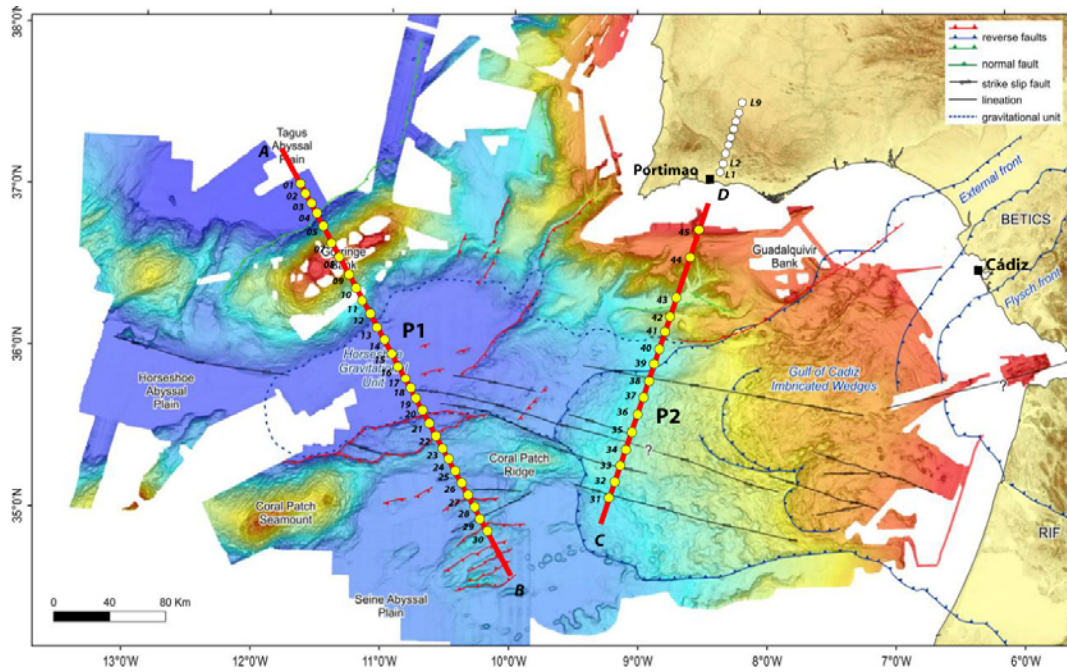 38°0'N
37°0'N
36°0'N
35°0'N
13°0'W
12°0'W
11°0'W
10°0'W
9°0'W
8°0'W
7°0'W
6°0'W
reverse faults
normal fault
strike slip fault
lineation
gravitational unit
Tagus
Abyssal
Plain
A
01
02
03
04
05
07
08
09
10
11
12
13
14
15
16
17
18
19
20
21
22
23
24
25
26
27
28
29
30
B
P1
Gorringe
Bank
Horseshoe
Gravitational
Unit
Horseshoe
Abyssal
Plain
Coral Patch
Ridge
Coral Patch
Seamount
Seine Abyssal
Plain
L9
L2
L1
Portimao
D
45
44
43
42
41
40
39
38
37
36
35
34
33
32
31
C
P2
?
Guadalquivir
Bank
Gulf of Cadiz
Imbricated Wedges
External front
BETICS
Cádiz
Flysch front
?
RIF
0 40 80 Km